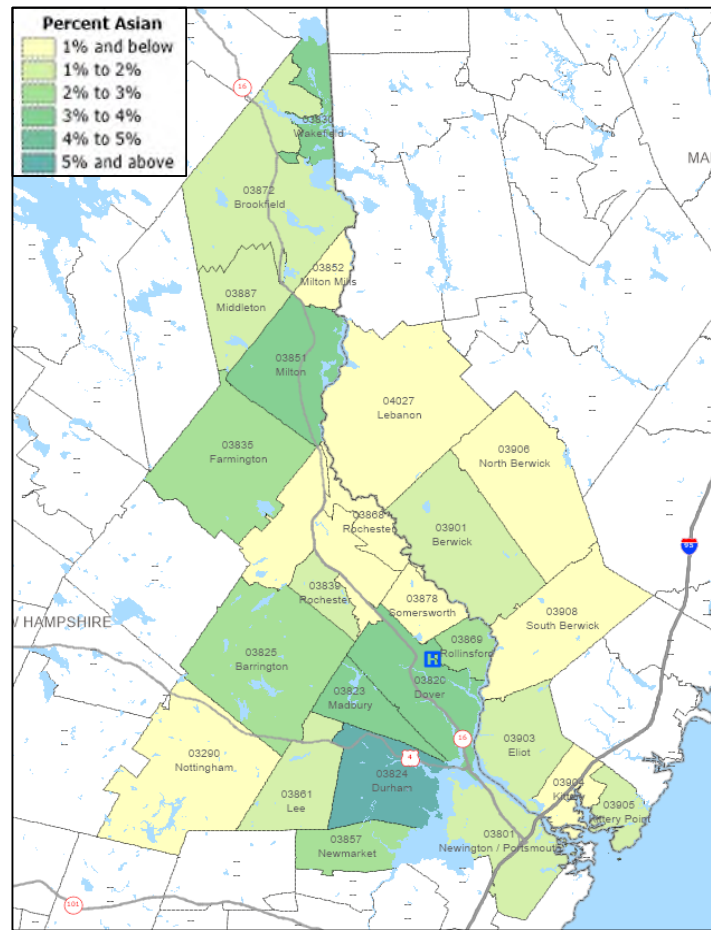 Percent Asian
1% and below
1% to 2%
2% to 3%
3% to 4%
4% to 5%
5% and above
16
03830
Wakefield
MA
03872
Brookfield
03852
Milton Mills
03887
Middleton
03851
Milton
04027
Lebanon
03835
Farmington
03906
North Berwick
03868
Rochester
03901
Berwick
95
03839
Rochester
03878
Somersworth
03908
South Berwick
HAMPSHIRE
03825
Barrington
03869
Rollinsford
H
03820
Dover
03823
Madbury
03290
Nottingham
16
03903
Eliot
4
03824
Durham
03904
Kittery
03861
Lee
03905
Kittery Point
03801
Newington / Portsmouth
03857
Newmarket
101